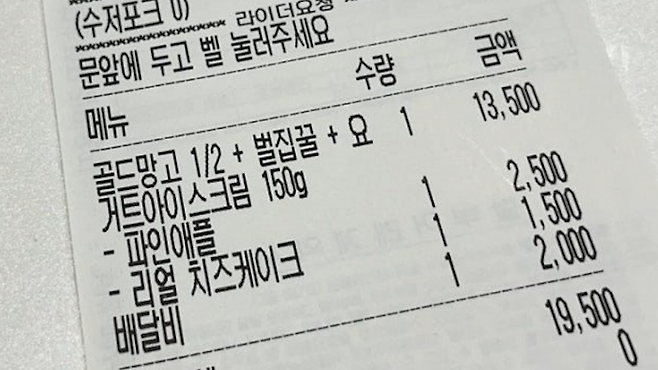 (수저포크 0)
라이더요청
문앞에 두고 벨 눌러주세요
메뉴 수량 금액
골드망고 1/2 + 벌집꿀 + 요 1 13,500
거트아이스크림 150g
- 파인애플 1 2,500
- 리얼 치즈케이크 1 1,500
배달비 1 2,000
19,500
0